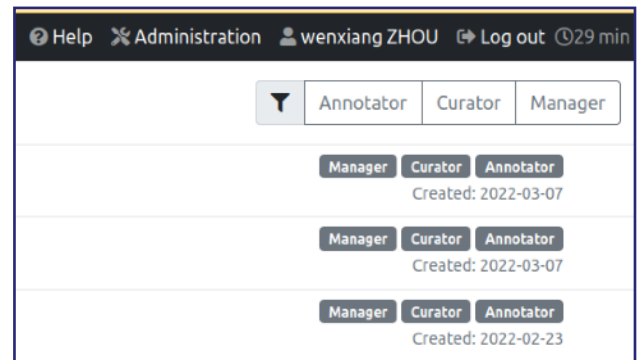 Help Administration wenxiang ZHOU Log out 29 min
Annotator Curator Manager
Manager Curator Annotator
Created: 2022-03-07
Manager Curator Annotator
Created: 2022-03-07
Manager Curator Annotator
Created: 2022-02-23